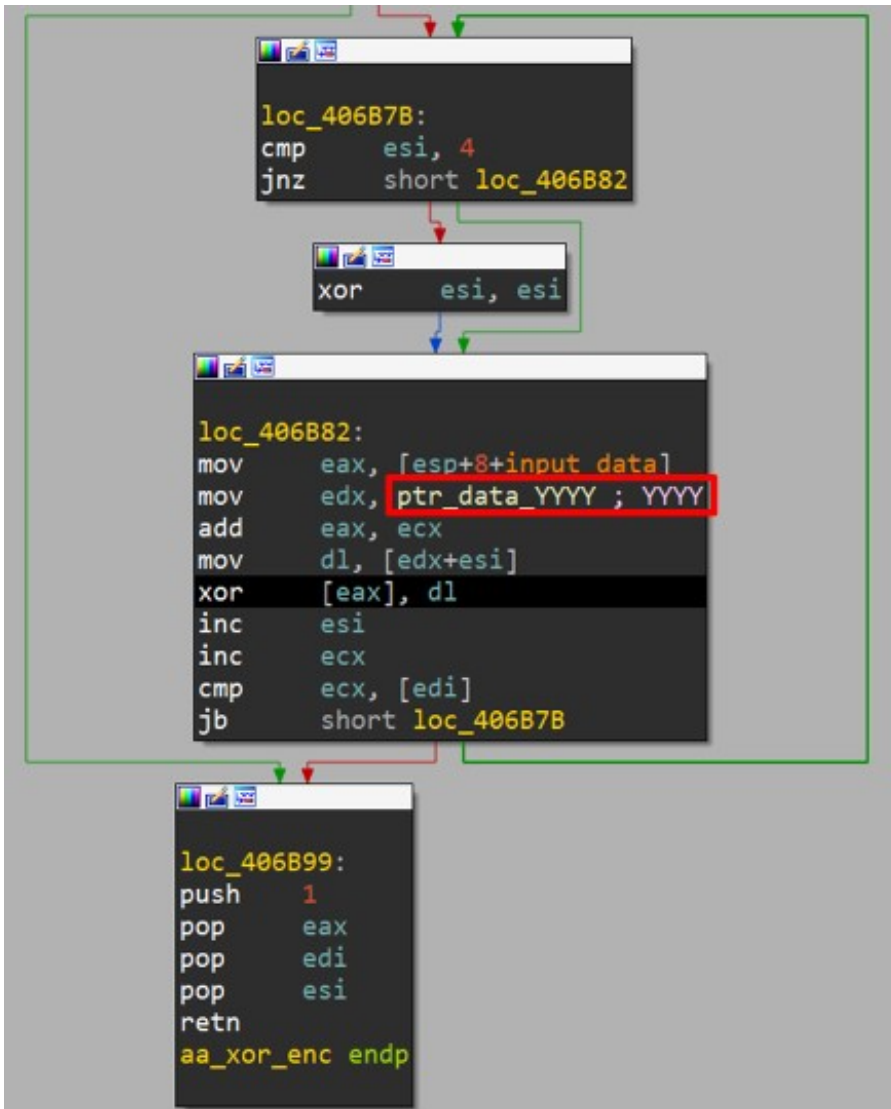 loc_406B7B:
cmp esi, 4
jnz short loc_406B82
xor esi, esi
loc_406B82:
mov eax, [esp+8+input_data]
mov edx, ptr_data_YYYY ; YYYY
add eax, ecx
mov dl, [edx+esi]
xor [eax], dl
inc esi
inc ecx
cmp ecx, [edi]
jb short loc_406B7B
loc_406B99:
push 1
pop eax
pop edi
pop esi
retn
aa_xor_enc endp